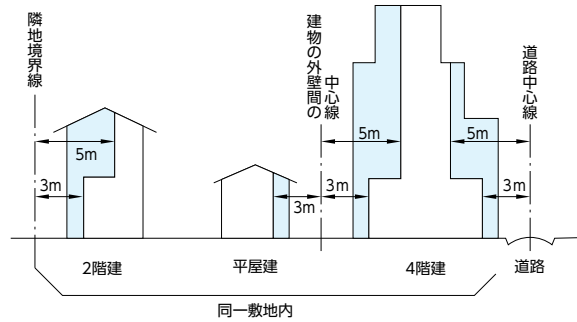 隣地境界線
建物の外壁間の
中心線
道路中心線
5m
5m
5m
3m
3m
3m
3m
2階建
平屋建
4階建
道路
同一敷地内